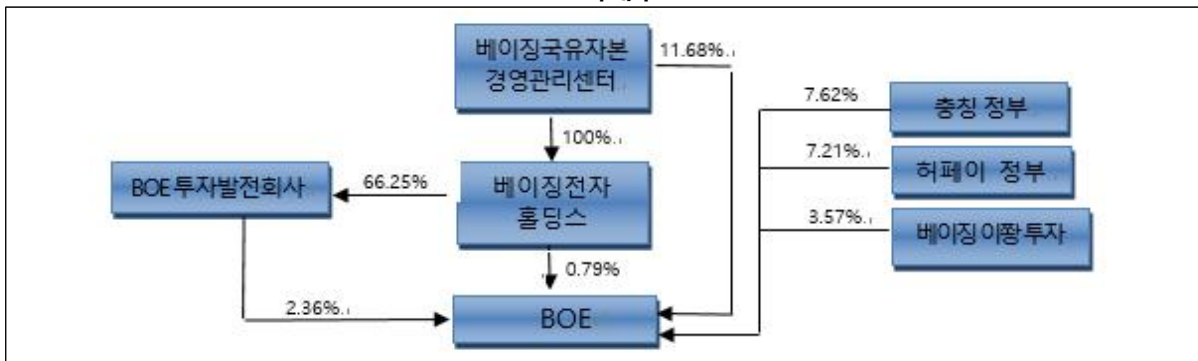 베이징국유자본
경영관리센터
11.68%
7.62%
충칭 정부
100%
7.21%
허페이 정부
BOE투자발전회사
66.25%
베이징전자
홀딩스
3.57%
베이징이쫭투자
0.79%
2.36%
BOE